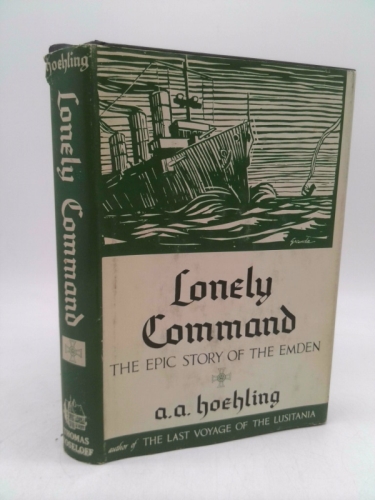 hoehling
Lonely Command
THOMAS
YOSELOFF
Lonely
Command
THE EPIC STORY OF THE EMDEN
a.a. hoehling
author of THE LAST VOYAGE OF THE LUSITANIA